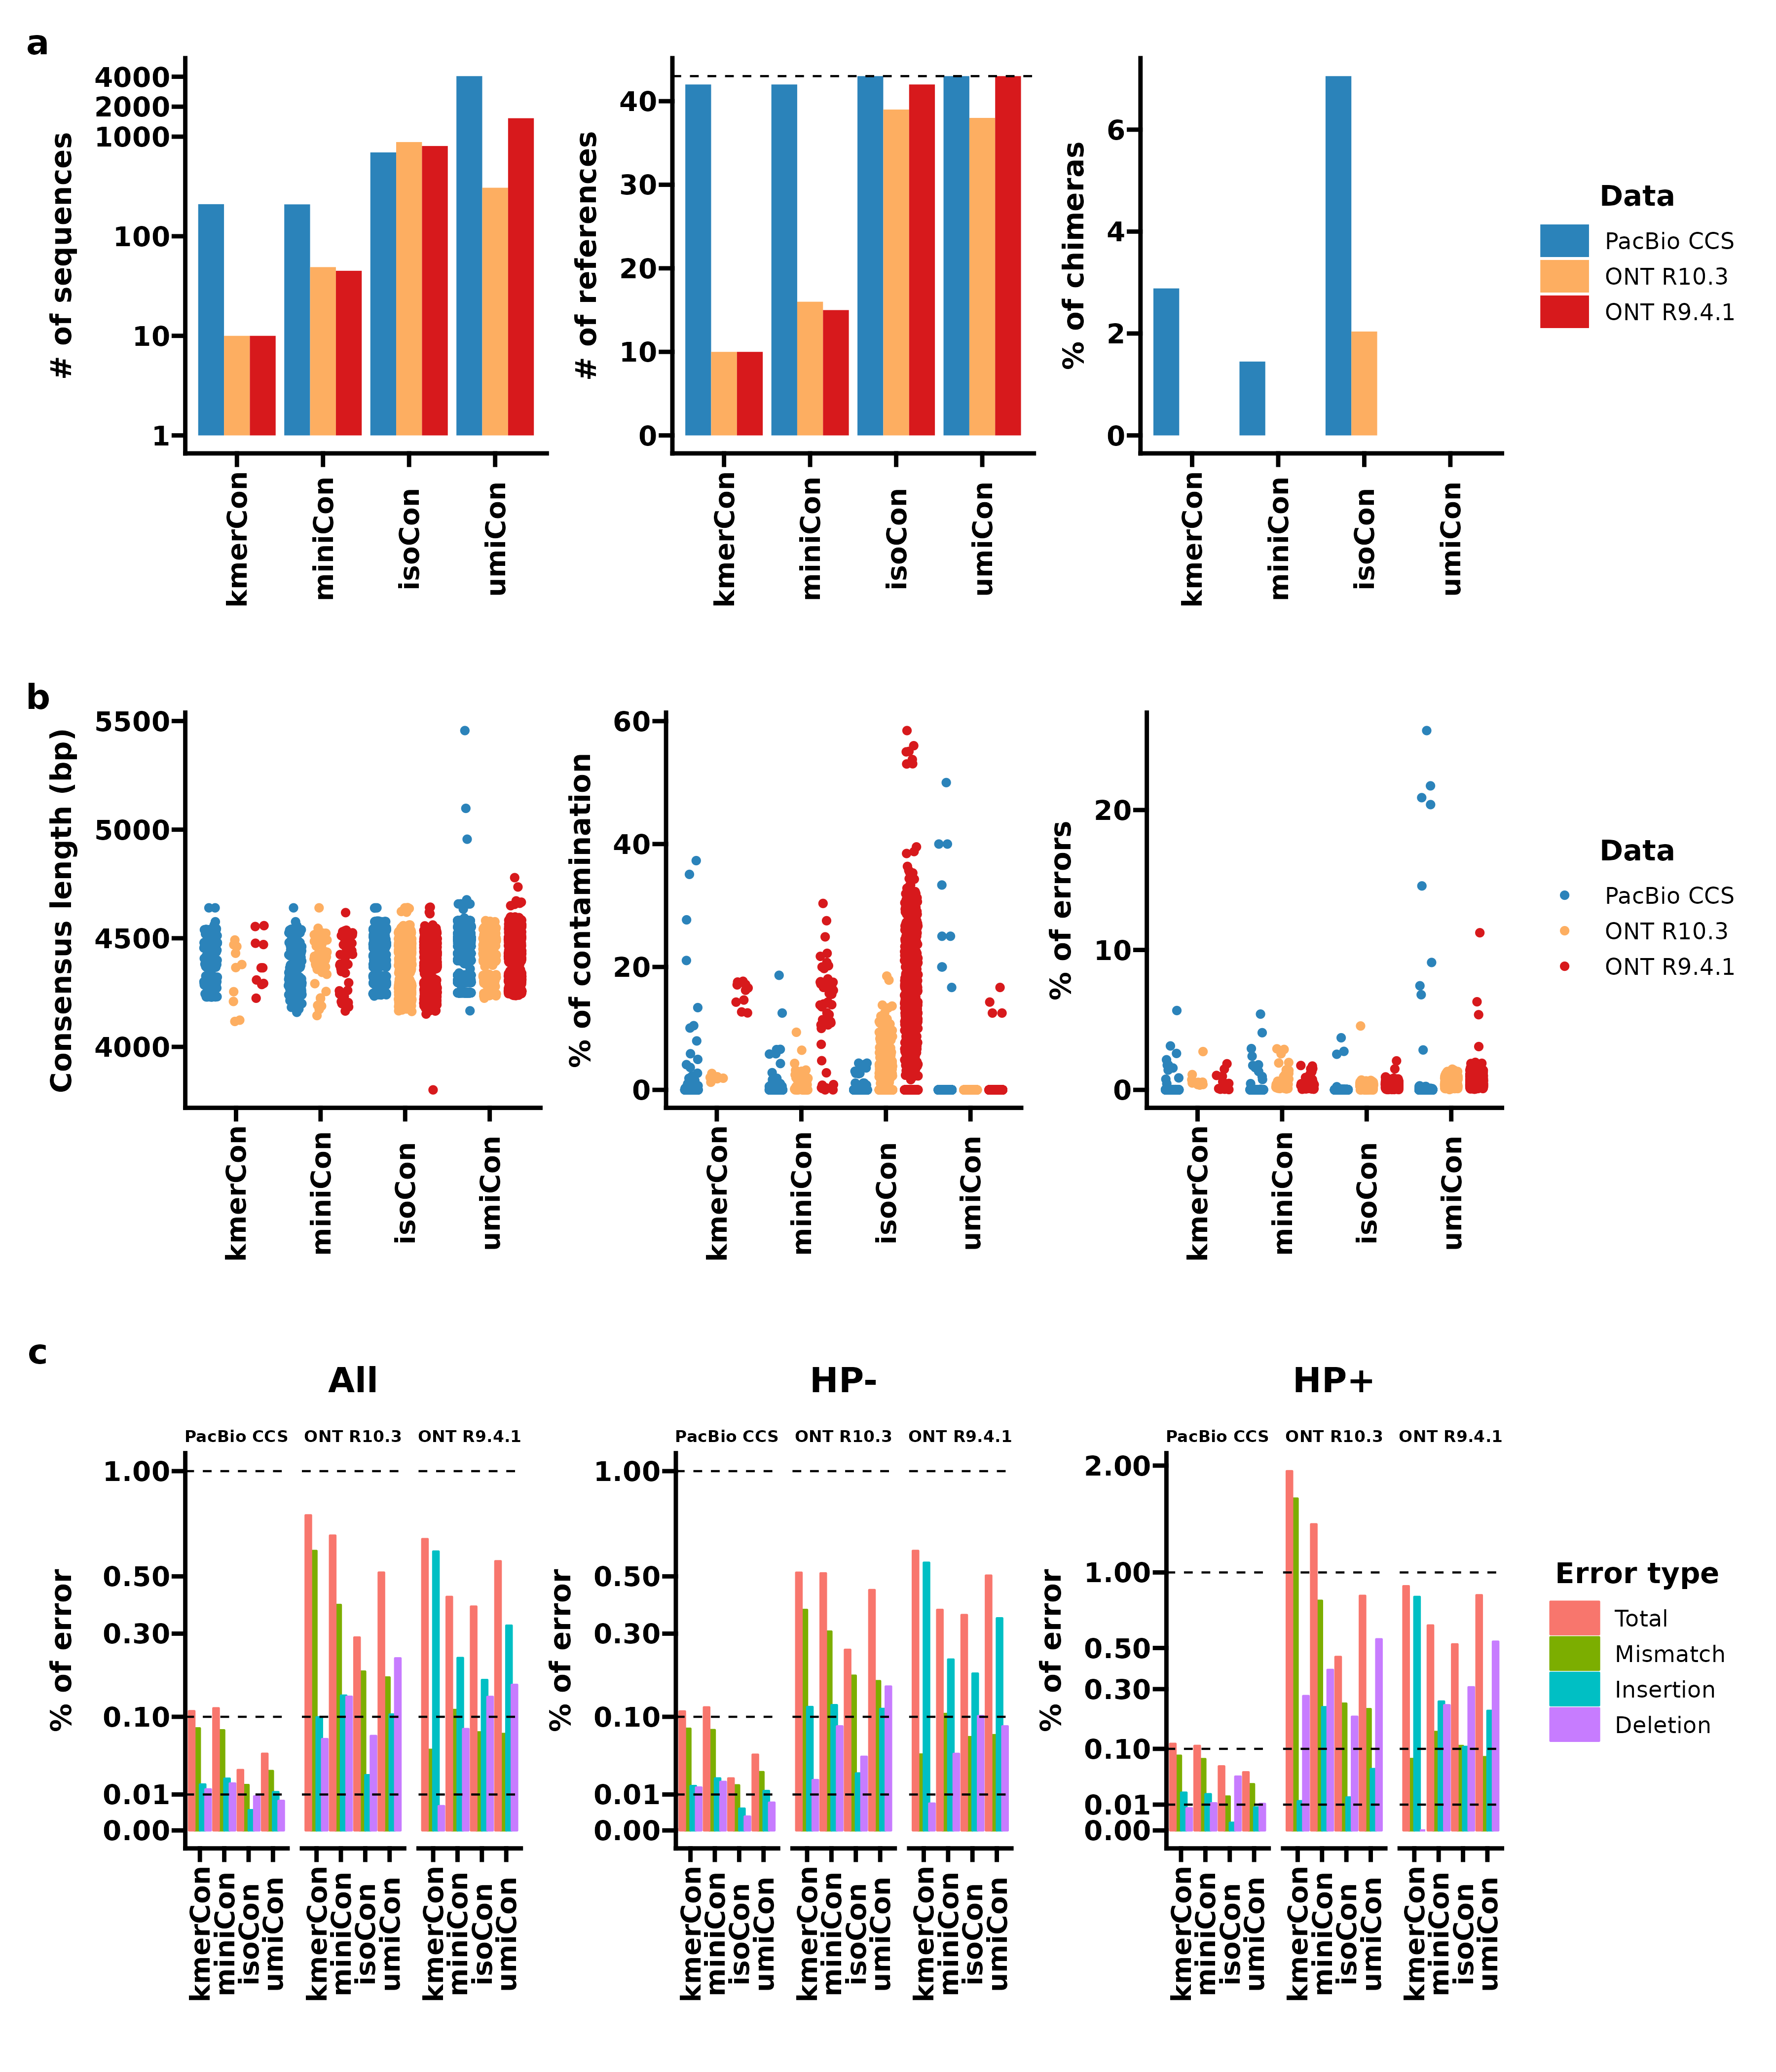 a
# of sequences
4000
2000
1000
100
10
1
kmerCon
miniCon
isoCon
umiCon
# of references
40
30
20
10
0
kmerCon
miniCon
isoCon
umiCon
% of chimeras
6
4
2
0
kmerCon
miniCon
isoCon
umiCon
Data
PacBio CCS
ONT R10.3
ONT R9.4.1
b
Consensus length (bp)
5500
5000
4500
4000
kmerCon
miniCon
isoCon
umiCon
% of contamination
60
40
20
0
kmerCon
miniCon
isoCon
umiCon
% of errors
20
10
0
kmerCon
miniCon
isoCon
umiCon
Data
PacBio CCS
ONT R10.3
ONT R9.4.1
c
All
PacBio CCS
ONT R10.3
ONT R9.4.1
% of error
1.00
0.50
0.30
0.10
0.01
0.00
kmerCon
miniCon
isoCon
umiCon
kmerCon
miniCon
isoCon
umiCon
kmerCon
miniCon
isoCon
umiCon
HP-
PacBio CCS
ONT R10.3
ONT R9.4.1
% of error
1.00
0.50
0.30
0.10
0.01
0.00
kmerCon
miniCon
isoCon
umiCon
kmerCon
miniCon
isoCon
umiCon
kmerCon
miniCon
isoCon
umiCon
HP+
PacBio CCS
ONT R10.3
ONT R9.4.1
% of error
2.00
1.00
0.50
0.30
0.10
0.01
0.00
kmerCon
miniCon
isoCon
umiCon
kmerCon
miniCon
isoCon
umiCon
kmerCon
miniCon
isoCon
umiCon
Error type
Total
Mismatch
Insertion
Deletion